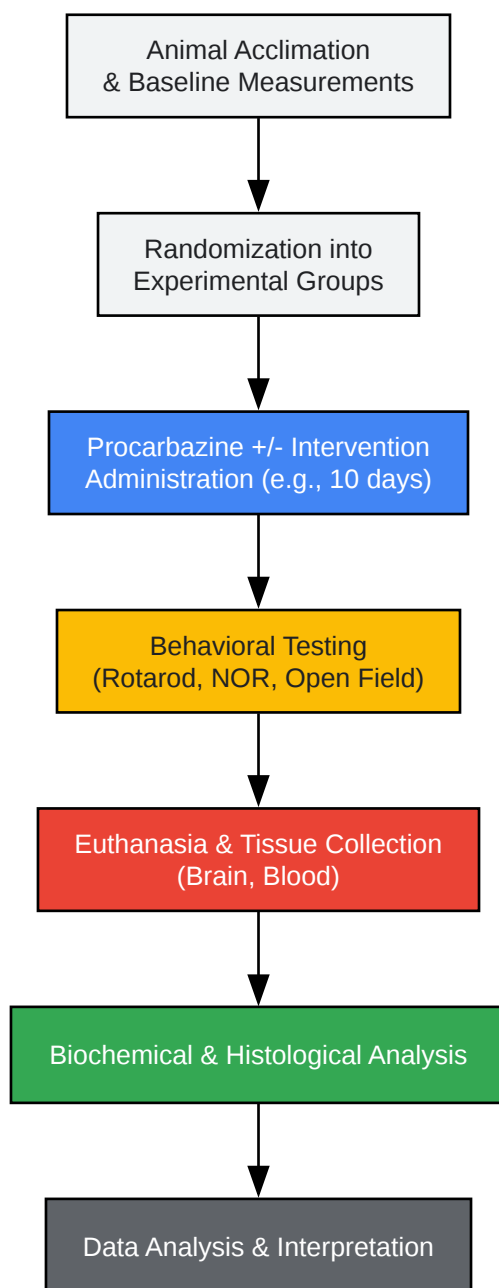 Animal Acclimation
& Baseline Measurements
Randomization into
Experimental Groups
Procarbazine +/- Intervention
Administration (e.g., 10 days)
Behavioral Testing
(Rotarod, NOR, Open Field)
Euthanasia & Tissue Collection
(Brain, Blood)
Biochemical & Histological Analysis
Data Analysis & Interpretation